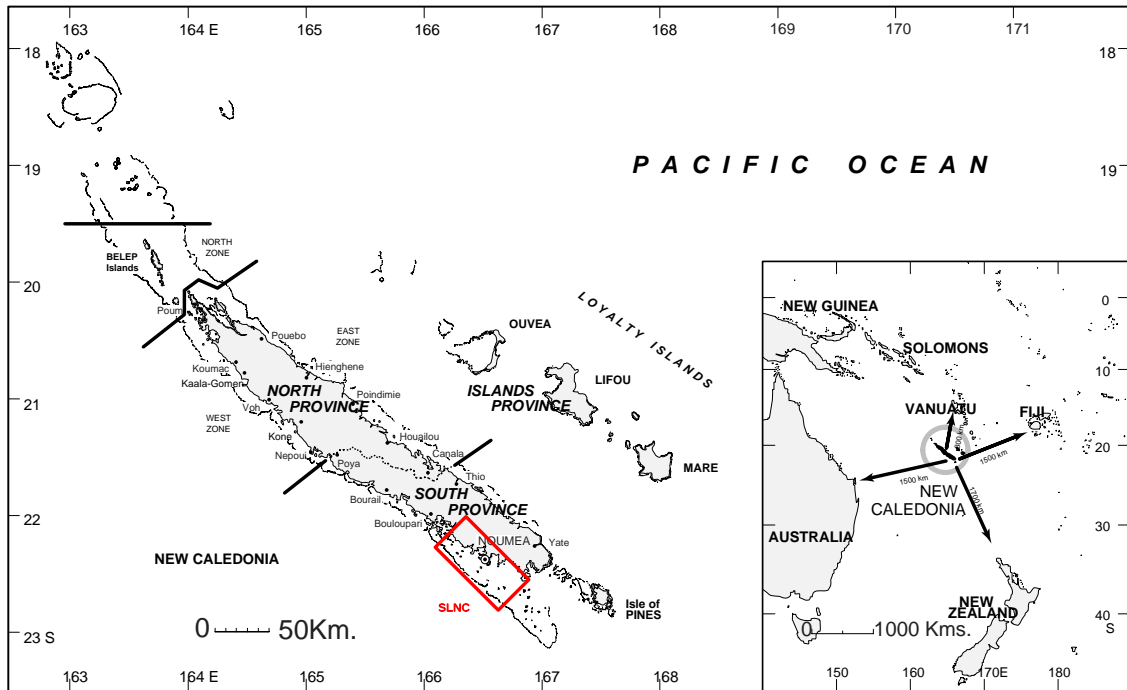 163 164 E 165 166 167 168 169 170 171
18 18
19 19
PACIFIC OCEAN
NORTH
ZONE
BELEP
Islands
20
Poum
Pouebo
EAST
ZONE
OUVEA
LOYALTY ISLANDS
Koumac
Hienghene
Kaala-Gomen
NORTH
PROVINCE
Poindimie
ISLANDS
PROVINCE
LIFOU
21
Voh
WEST
ZONE
Kone
Houailou
Nepoui
Canala
Poya
Thio
MARE
Bourail
SOUTH
PROVINCE
22
Bouloupari
NOUMEA
Yate
NEW CALEDONIA
SLNC
Isle of
PINES
23 S
0 50Km.
163 164 E 165 166 167 168
NEW GUINEA
0
SOLOMONS
10
VANUATU
FIJI
20
1500 km
1500 km
1700km
NEW
CALEDONIA
30
AUSTRALIA
NEW
ZEALAND
40
S
0 1000 Kms.
150 160 170E 180